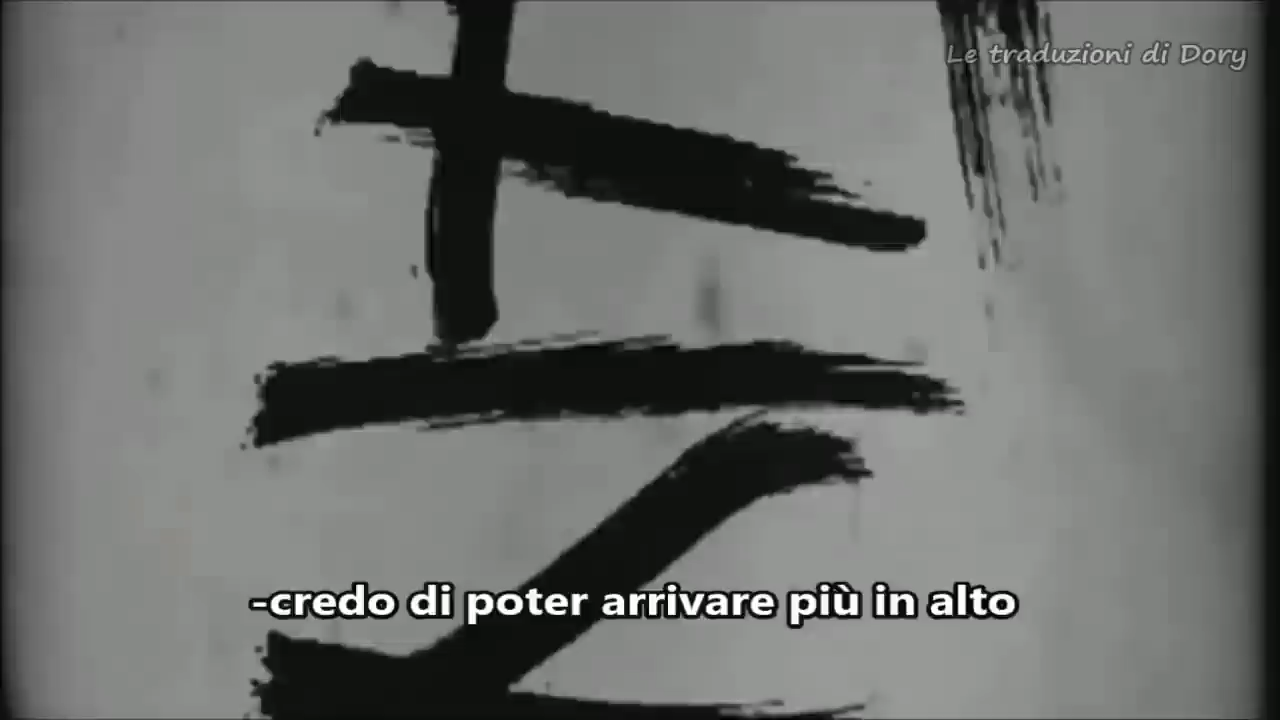 Le traduzioni di Dory
-credo di poter arrivare più in alto